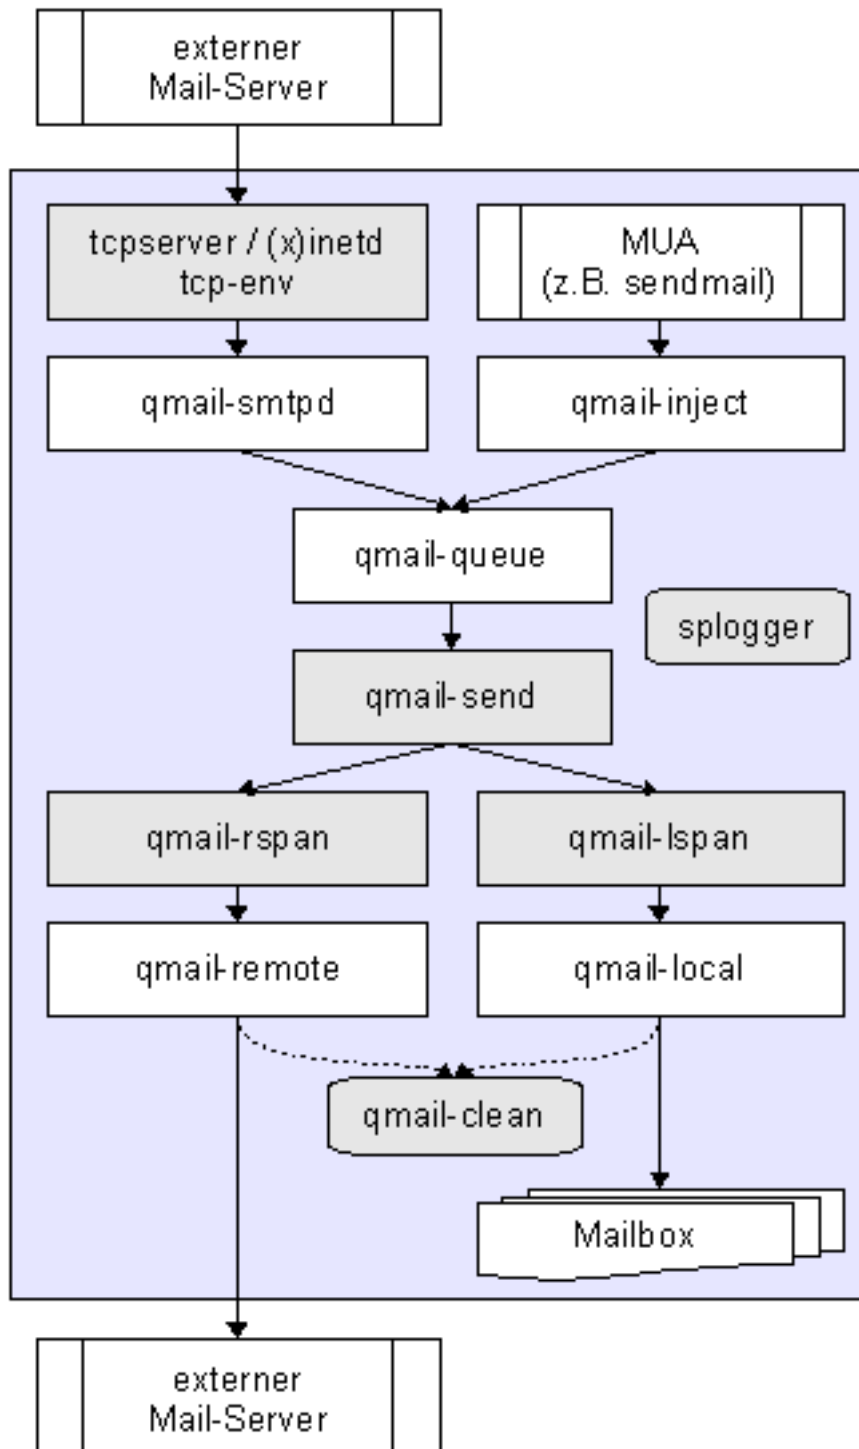 externer
Mail-Server
tcpserver / (x)inetd
tcp-env
MUA
(z.B. sendmail)
qmail-smtpd
qmail-inject
qmail-queue
splogger
qmail-send
qmail-rspan
qmail-lspan
qmail-remote
qmail-local
qmail-clean
Mailbox
externer
Mail-Server